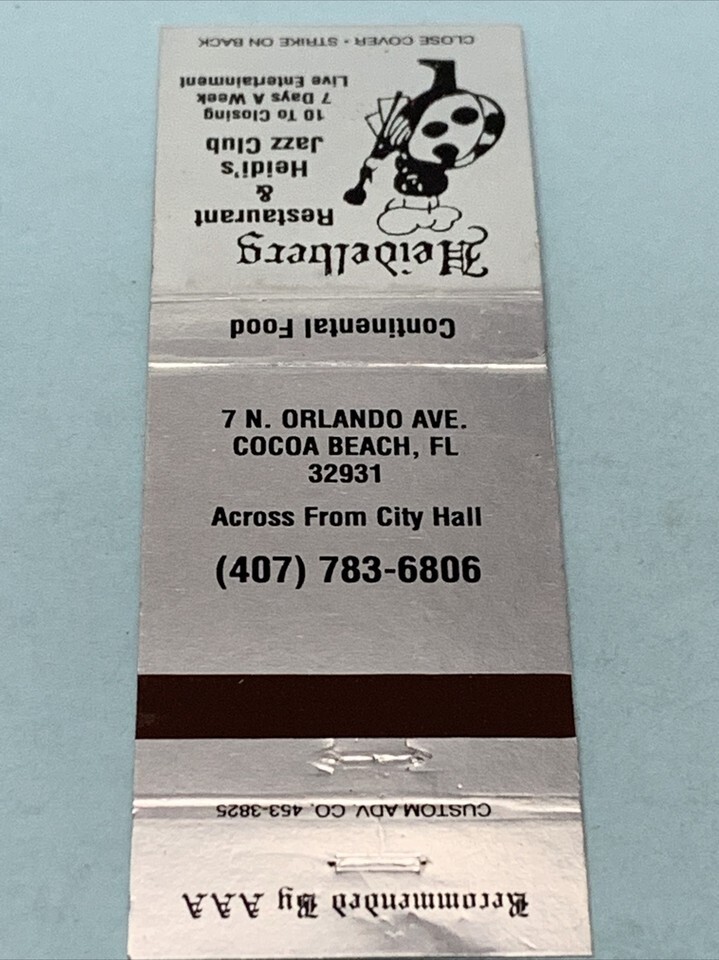 CLOSE COVER - STRIKE ON BACK
Heidelberg
Restaurant
&
Heidi's
Jazz Club
10 To Closing
7 Days A Week
Live Entertainment
Continental Food
7 N. ORLANDO AVE.
COCOA BEACH, FL
32931
Across From City Hall
(407) 783-6806
CUSTOM ADV. CO. 453-3825
Recommended By AAA